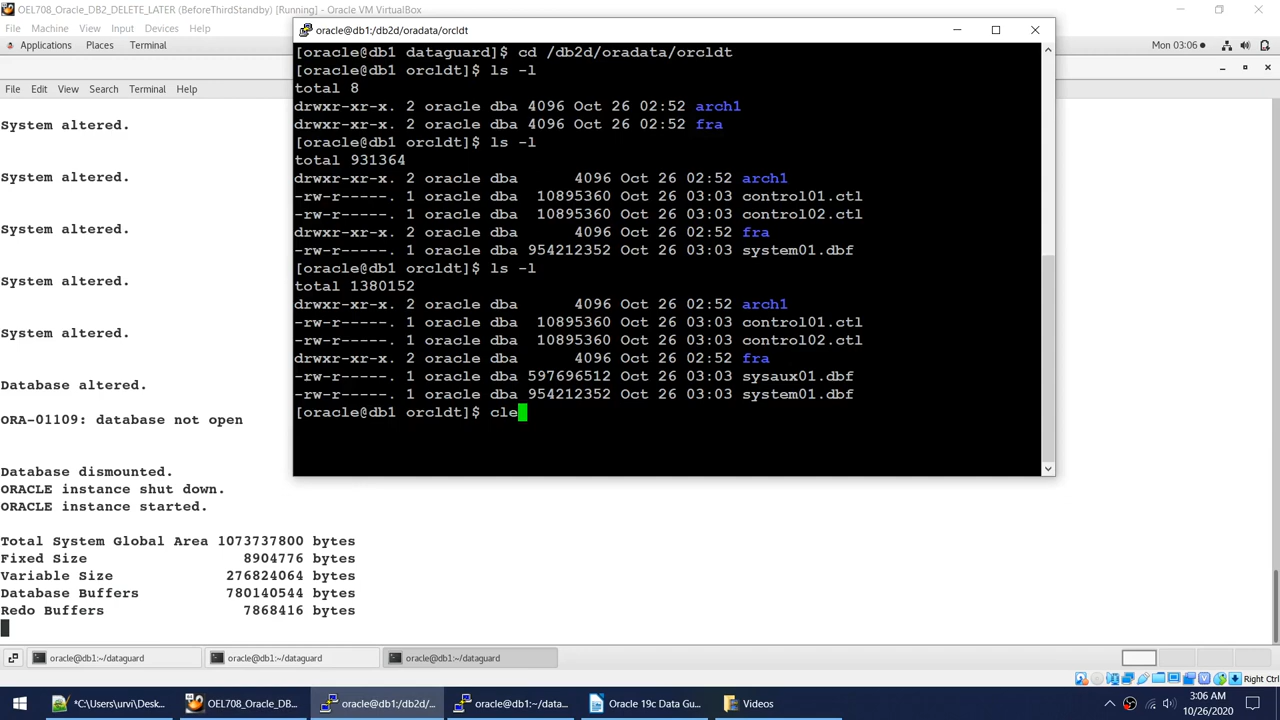 OEL708_Oracle_DB2_DELETE_LATER (BeforeThirdStandby) [Running] - Oracle VM VirtualBox
File Machine View Input Devices Help
Applications Places Terminal Mon 03:06
File Edit View Search Terminal Help
System altered.
System altered.
System altered.
System altered.
System altered.
Database altered.
ORA-01109: database not open
Database dismounted.
ORACLE instance shut down.
ORACLE instance started.
Total System Global Area 1073737800 bytes
Fixed Size 8904776 bytes
Variable Size 276824064 bytes
Database Buffers 780140544 bytes
Redo Buffers 7868416 bytes
oracle@db1:/db2d/oradata/orcldt
[oracle@db1 dataguard]$ cd /db2d/oradata/orcldt
[oracle@db1 orcldt]$ ls -l
total 8
drwxr-xr-x. 2 oracle dba 4096 Oct 26 02:52 arch1
drwxr-xr-x. 2 oracle dba 4096 Oct 26 02:52 fra
[oracle@db1 orcldt]$ ls -l
total 931364
drwxr-xr-x. 2 oracle dba 4096 Oct 26 02:52 arch1
-rw-r-----. 1 oracle dba 10895360 Oct 26 03:03 control01.ctl
-rw-r-----. 1 oracle dba 10895360 Oct 26 03:03 control02.ctl
drwxr-xr-x. 2 oracle dba 4096 Oct 26 02:52 fra
-rw-r-----. 1 oracle dba 954212352 Oct 26 03:03 system01.dbf
[oracle@db1 orcldt]$ ls -l
total 1380152
drwxr-xr-x. 2 oracle dba 4096 Oct 26 02:52 arch1
-rw-r-----. 1 oracle dba 10895360 Oct 26 03:03 control01.ctl
-rw-r-----. 1 oracle dba 10895360 Oct 26 03:03 control02.ctl
drwxr-xr-x. 2 oracle dba 4096 Oct 26 02:52 fra
-rw-r-----. 1 oracle dba 597696512 Oct 26 03:03 sysaux01.dbf
-rw-r-----. 1 oracle dba 954212352 Oct 26 03:03 system01.dbf
[oracle@db1 orcldt]$ cle
oracle@db1:~/dataguard oracle@db1:~/dataguard oracle@db1:~/dataguard
Right Ctrl
*C:\Users\urvi\Desk... OEL708_Oracle_DB... oracle@db1:/db2d/... oracle@db1:~/data... Oracle 19c Data Gu... Videos
3:06 AM
10/26/2020